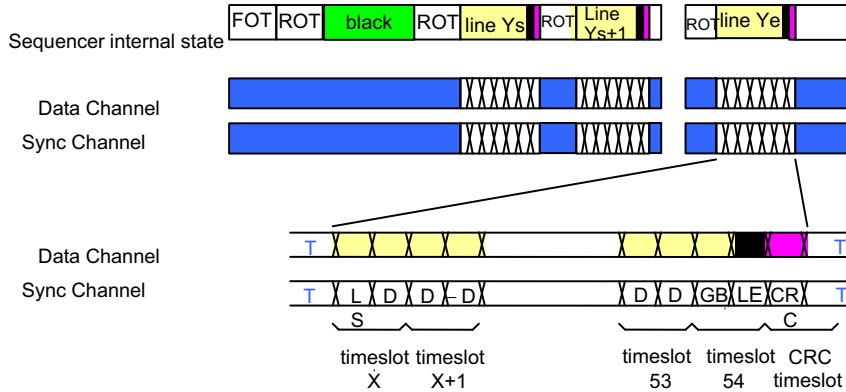 FOT ROT black ROT line Ys ROT Line Ys+1 ROT line Ye
Sequencer internal state
Data Channel
Sync Channel
Data Channel T T
Sync Channel T L S D D D D D GB LE CR C T
timeslot X timeslot X+1 timeslot 53 timeslot 54 CRC timeslot